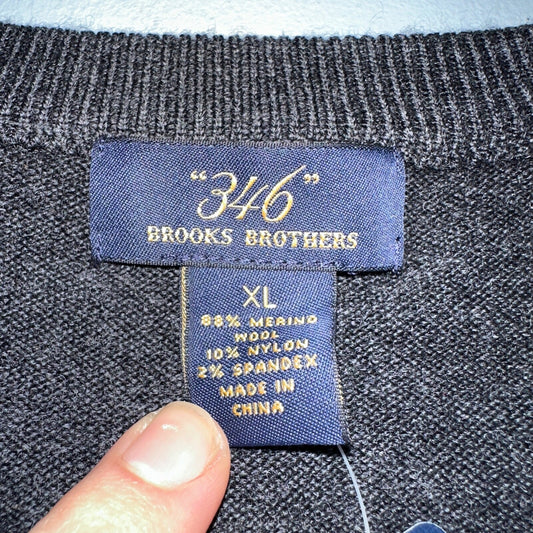 "346"
BROOKS BROTHERS
XL
88% MERINO
WOOL
10% NYLON
2% SPANDEX
MADE IN
CHINA